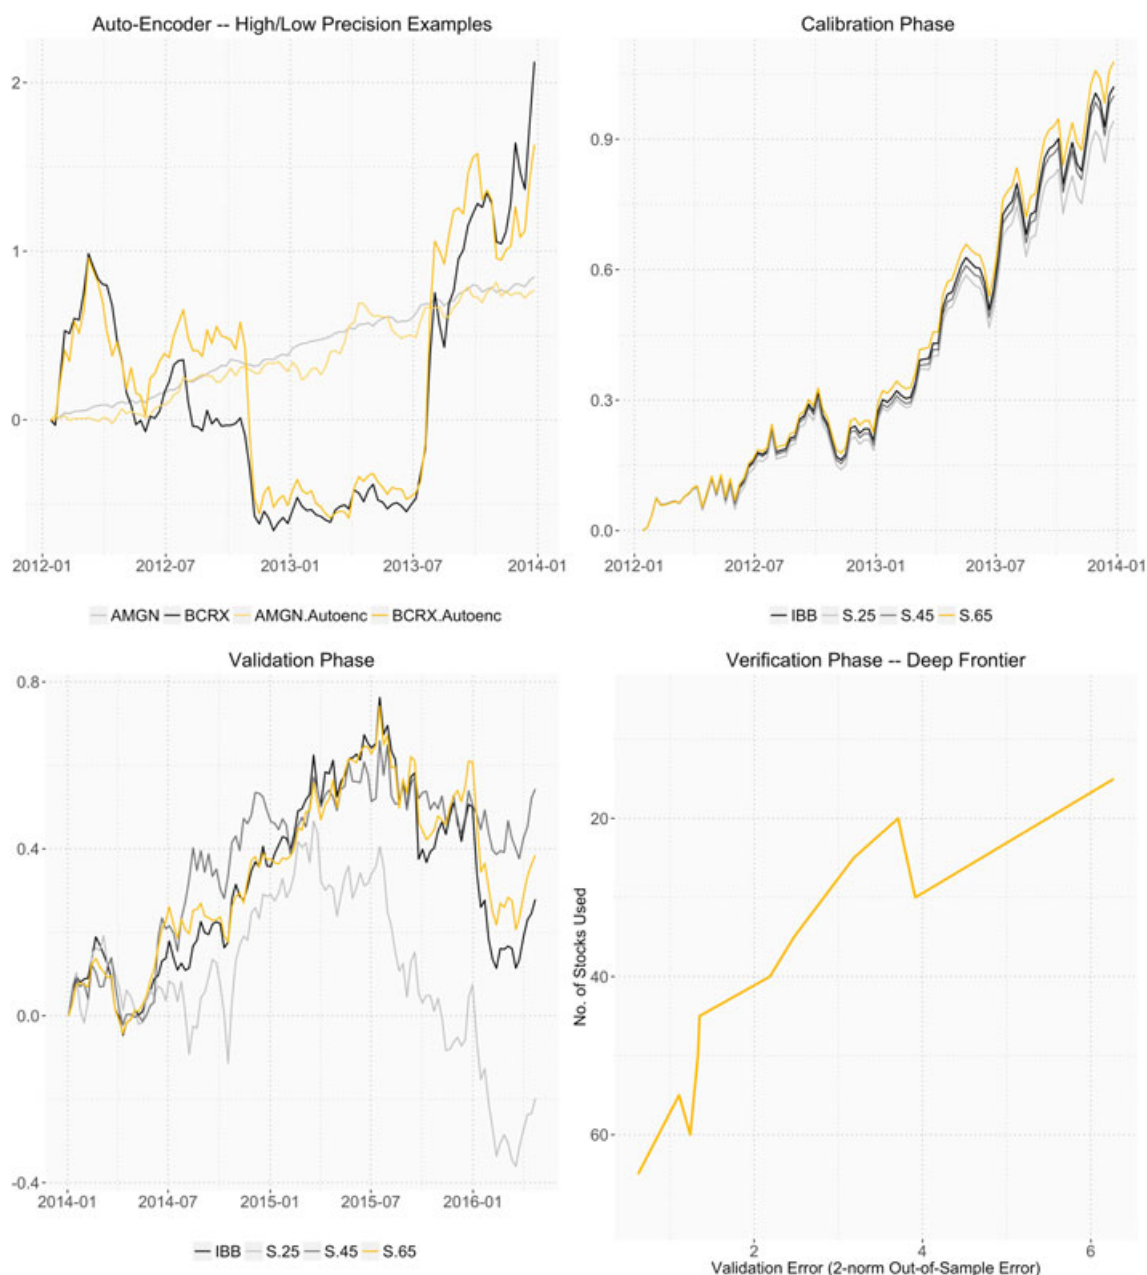 Auto-Encoder -- High/Low Precision Examples
2
1
0
2012-01 2012-07 2013-01 2013-07 2014-01
AMGN BCRX AMGN.Autoenc BCRX.Autoenc
Calibration Phase
0.9
0.6
0.3
0.0
2012-01 2012-07 2013-01 2013-07 2014-01
IBB S.25 S.45 S.65
Validation Phase
0.8
0.4
0.0
-0.4
2014-01 2014-07 2015-01 2015-07 2016-01
IBB S.25 S.45 S.65
Verification Phase -- Deep Frontier
No. of Stocks Used
20
40
60
2 4 6
Validation Error (2-norm Out-of-Sample Error)